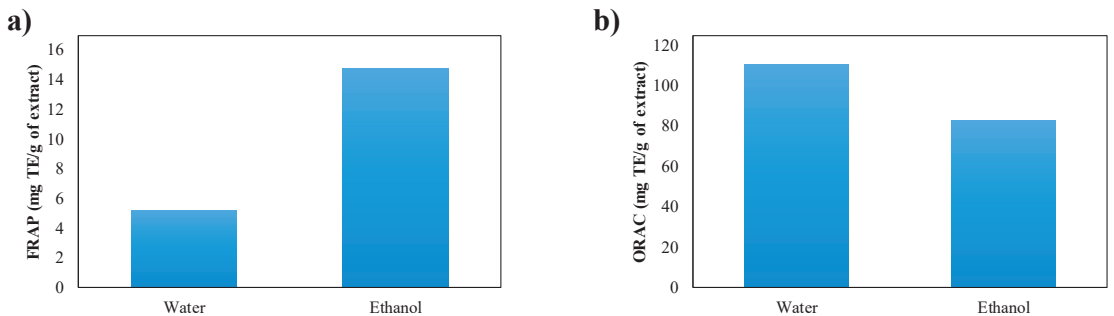 a)
FRAP (mg TE/g of extract)
16
14
12
10
8
6
4
2
0
Water Ethanol
b)
ORAC (mg TE/g of extract)
120
100
80
60
40
20
0
Water Ethanol